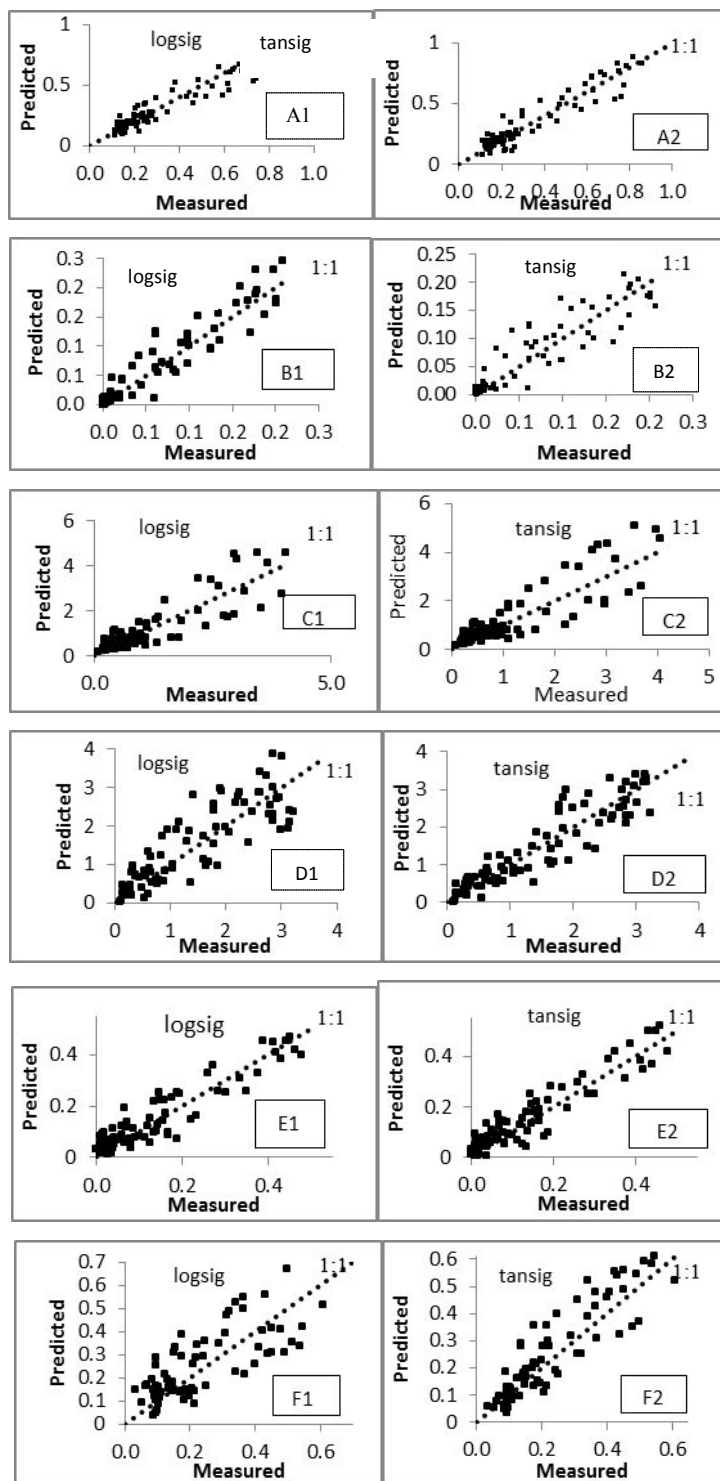 1
logsig
tansig
Predicted
0.5
A1
0
0.0 0.2 0.4 0.6 0.8 1.0
Measured
1
1:1
Predicted
0.5
A2
0
0.0 0.2 0.4 0.6 0.8 1.0
Measured
0.3
1:1
logsig
0.2
Predicted
0.2
0.1
B1
0.1
0.0
0.0 0.1 0.1 0.2 0.2 0.3
Measured
0.25
tansig
1:1
0.20
Predicted
0.15
0.10
B2
0.05
0.00
0.0 0.1 0.1 0.2 0.2 0.3
Measured
6
logsig
1:1
Predicted
4
2
C1
0
0.0 5.0
Measured
6
tansig
1:1
Predicted
4
2
C2
0
0 1 2 3 4 5
Measured
4
logsig
1:1
3
Predicted
2
1
D1
0
0 1 2 3 4
Measured
4
tansig
3
1:1
Predicted
2
1
D2
0
0 1 2 3 4
Measured
logsig
1:1
0.4
Predicted
0.2
E1
0
0.0 0.2 0.4
Measured
tansig
1:1
0.4
Predicted
0.2
E2
0
0.0 0.2 0.4
Measured
0.7
1:1
logsig
0.6
0.5
Predicted
0.4
0.3
0.2
F1
0.1
0.0
0.0 0.2 0.4 0.6
Measured
0.6
1:1
tansig
0.5
Predicted
0.4
0.3
0.2
F2
0.1
0.0
0.0 0.2 0.4 0.6
Measured